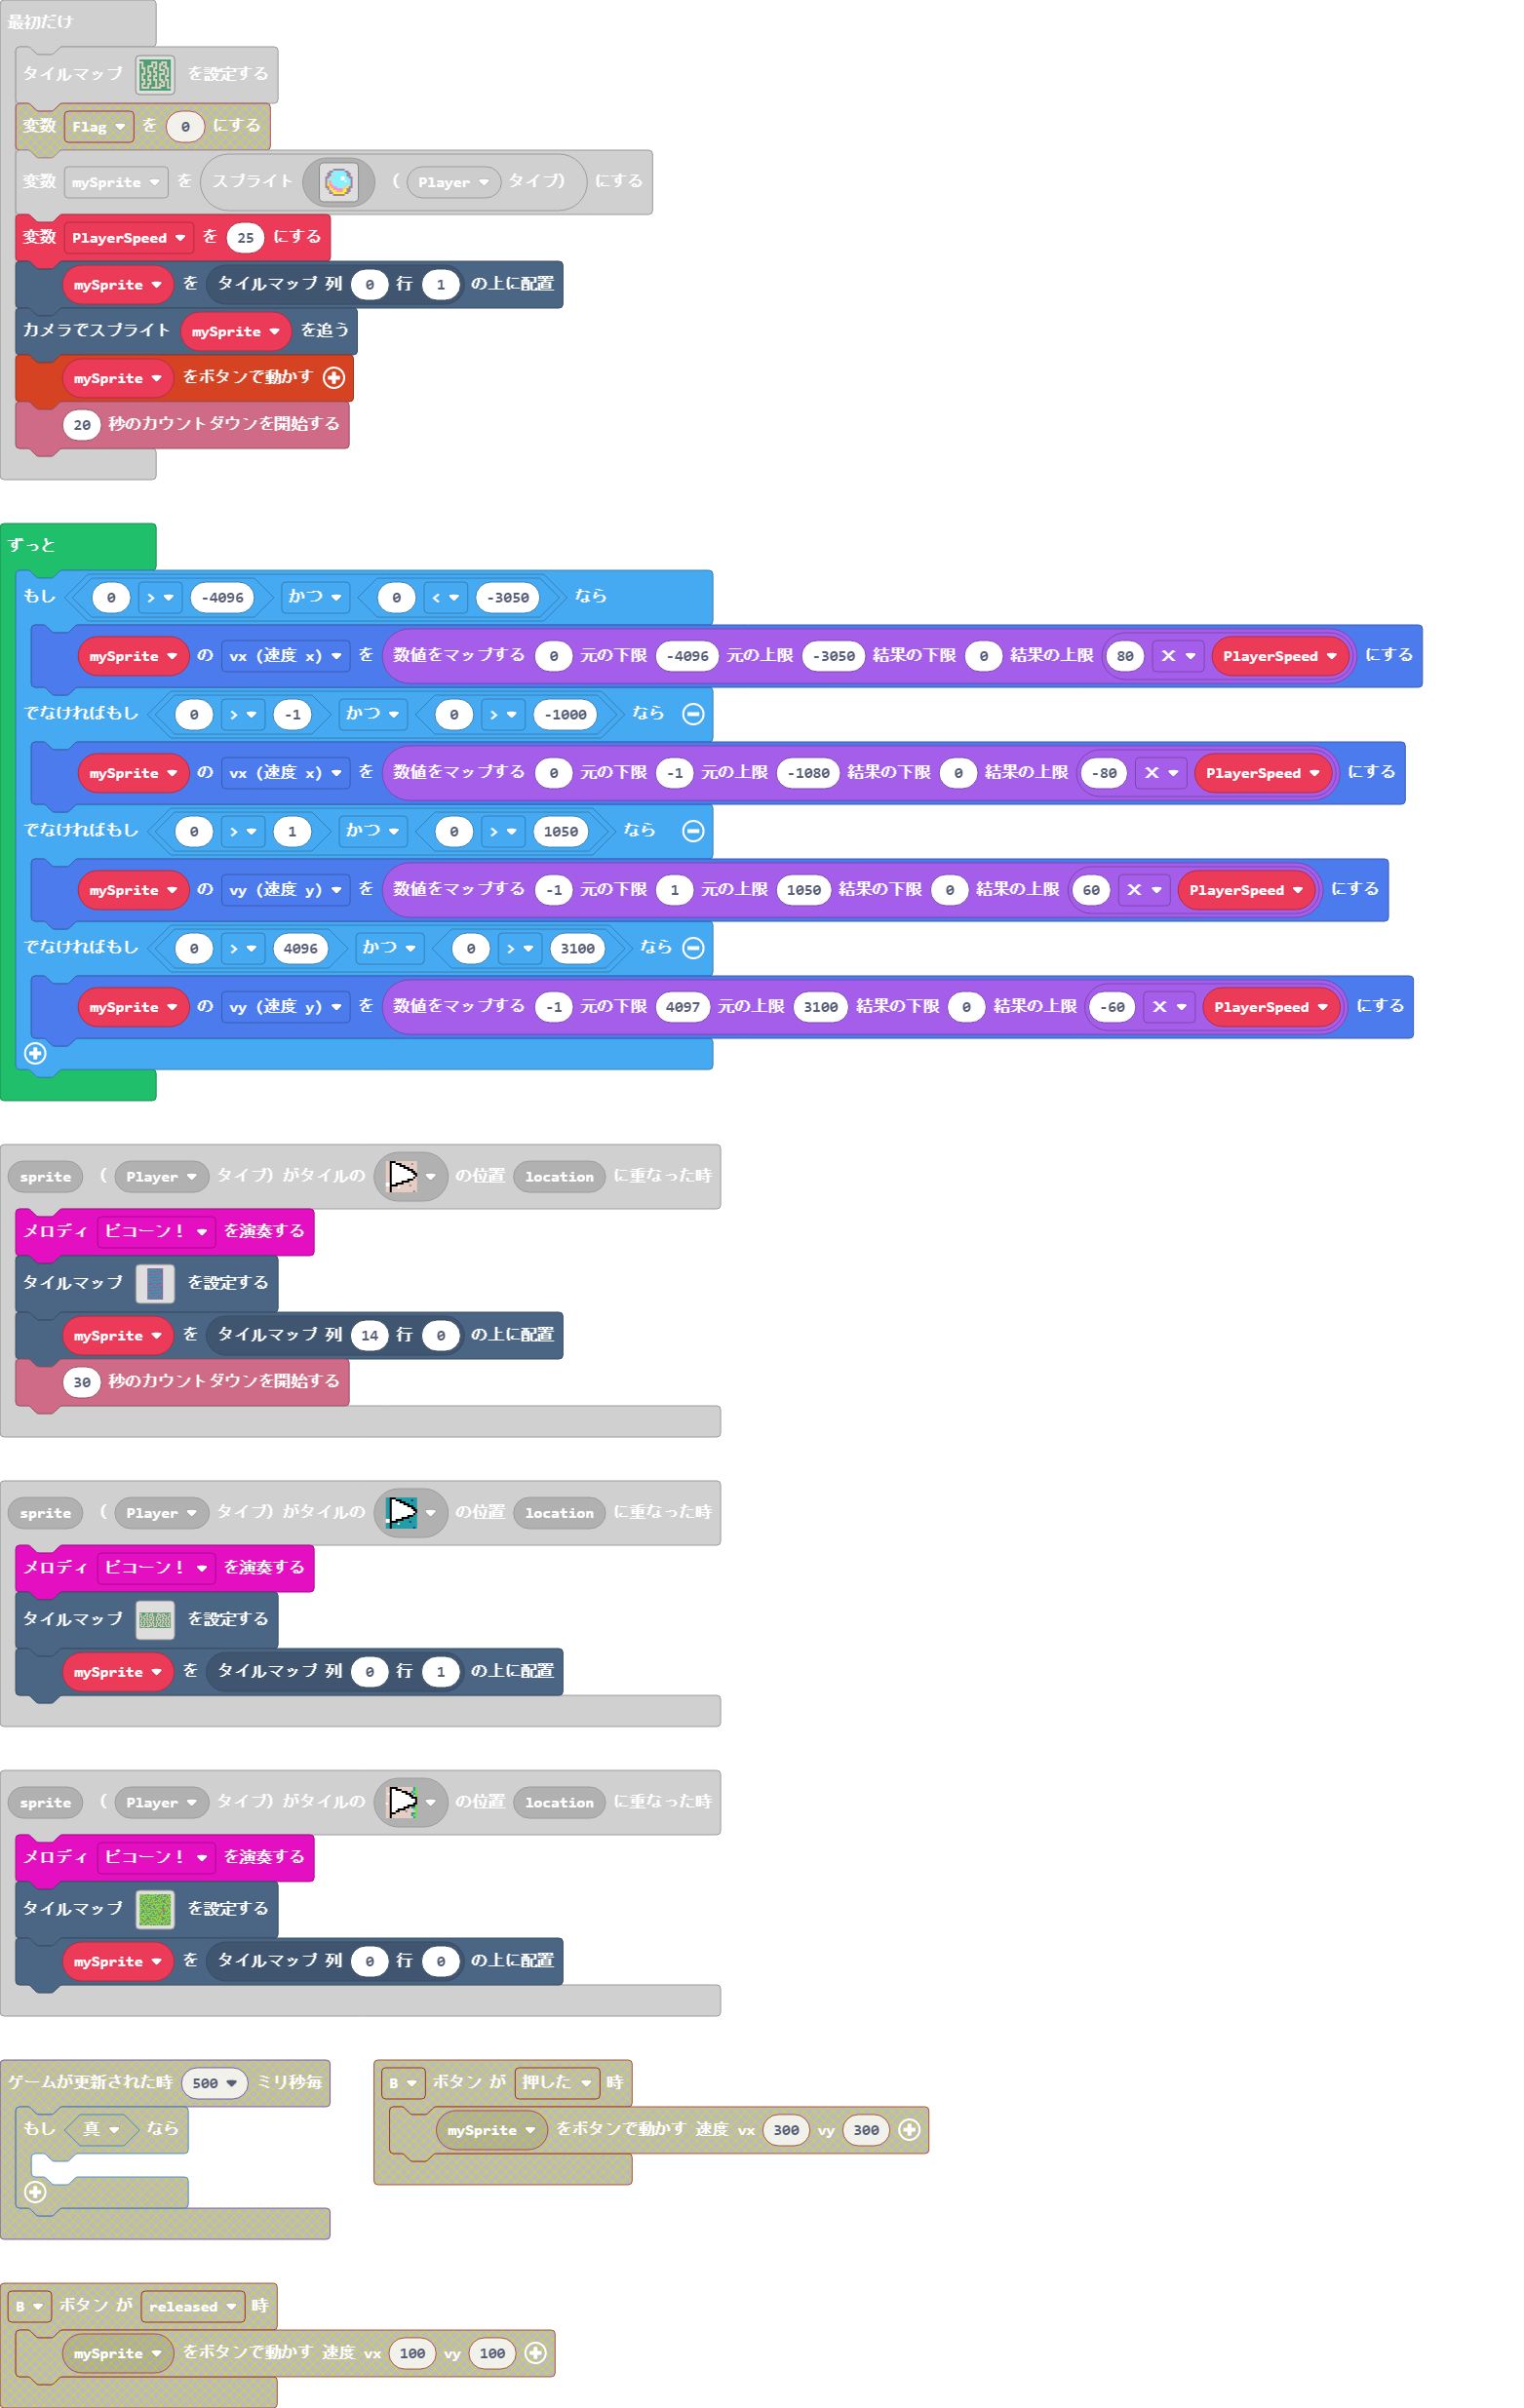 最初だけ
タイルマップ を設定する
変数 Flag を 0 にする
変数 mySprite を スプライト ( Player タイプ) にする
変数 PlayerSpeed を 25 にする
mySprite を タイルマップ 列 0 行 1 の上に配置
カメラでスプライト mySprite を追う
mySprite をボタンで動かす
20 秒のカウントダウンを開始する
ずっと
もし 0 > -4096 かつ 0 < -3050 なら
mySprite の vx (速度 x) を 数値をマップする 0 元の下限 -4096 元の上限 -3050 結果の下限 0 結果の上限 80 × PlayerSpeed にする
でなければもし 0 > -1 かつ 0 > -1000 なら
mySprite の vx (速度 x) を 数値をマップする 0 元の下限 -1 元の上限 -1080 結果の下限 0 結果の上限 -80 × PlayerSpeed にする
でなければもし 0 > 1 かつ 0 > 1050 なら
mySprite の vy (速度 y) を 数値をマップする -1 元の下限 1 元の上限 1050 結果の下限 0 結果の上限 60 × PlayerSpeed にする
でなければもし 0 > 4096 かつ 0 > 3100 なら
mySprite の vy (速度 y) を 数値をマップする -1 元の下限 4097 元の上限 3100 結果の下限 0 結果の上限 -60 × PlayerSpeed にする
sprite ( Player タイプ) がタイルの の位置 location に重なった時
メロディ ピコーン! を演奏する
タイルマップ を設定する
mySprite を タイルマップ 列 14 行 0 の上に配置
30 秒のカウントダウンを開始する
sprite ( Player タイプ) がタイルの の位置 location に重なった時
メロディ ピコーン! を演奏する
タイルマップ を設定する
mySprite を タイルマップ 列 0 行 1 の上に配置
sprite ( Player タイプ) がタイルの の位置 location に重なった時
メロディ ピコーン! を演奏する
タイルマップ を設定する
mySprite を タイルマップ 列 0 行 0 の上に配置
ゲームが更新された時 500 ミリ秒毎
もし 真 なら
B ボタン が 押した 時
mySprite をボタンで動かす 速度 vx 300 vy 300
B ボタン が released 時
mySprite をボタンで動かす 速度 vx 100 vy 100